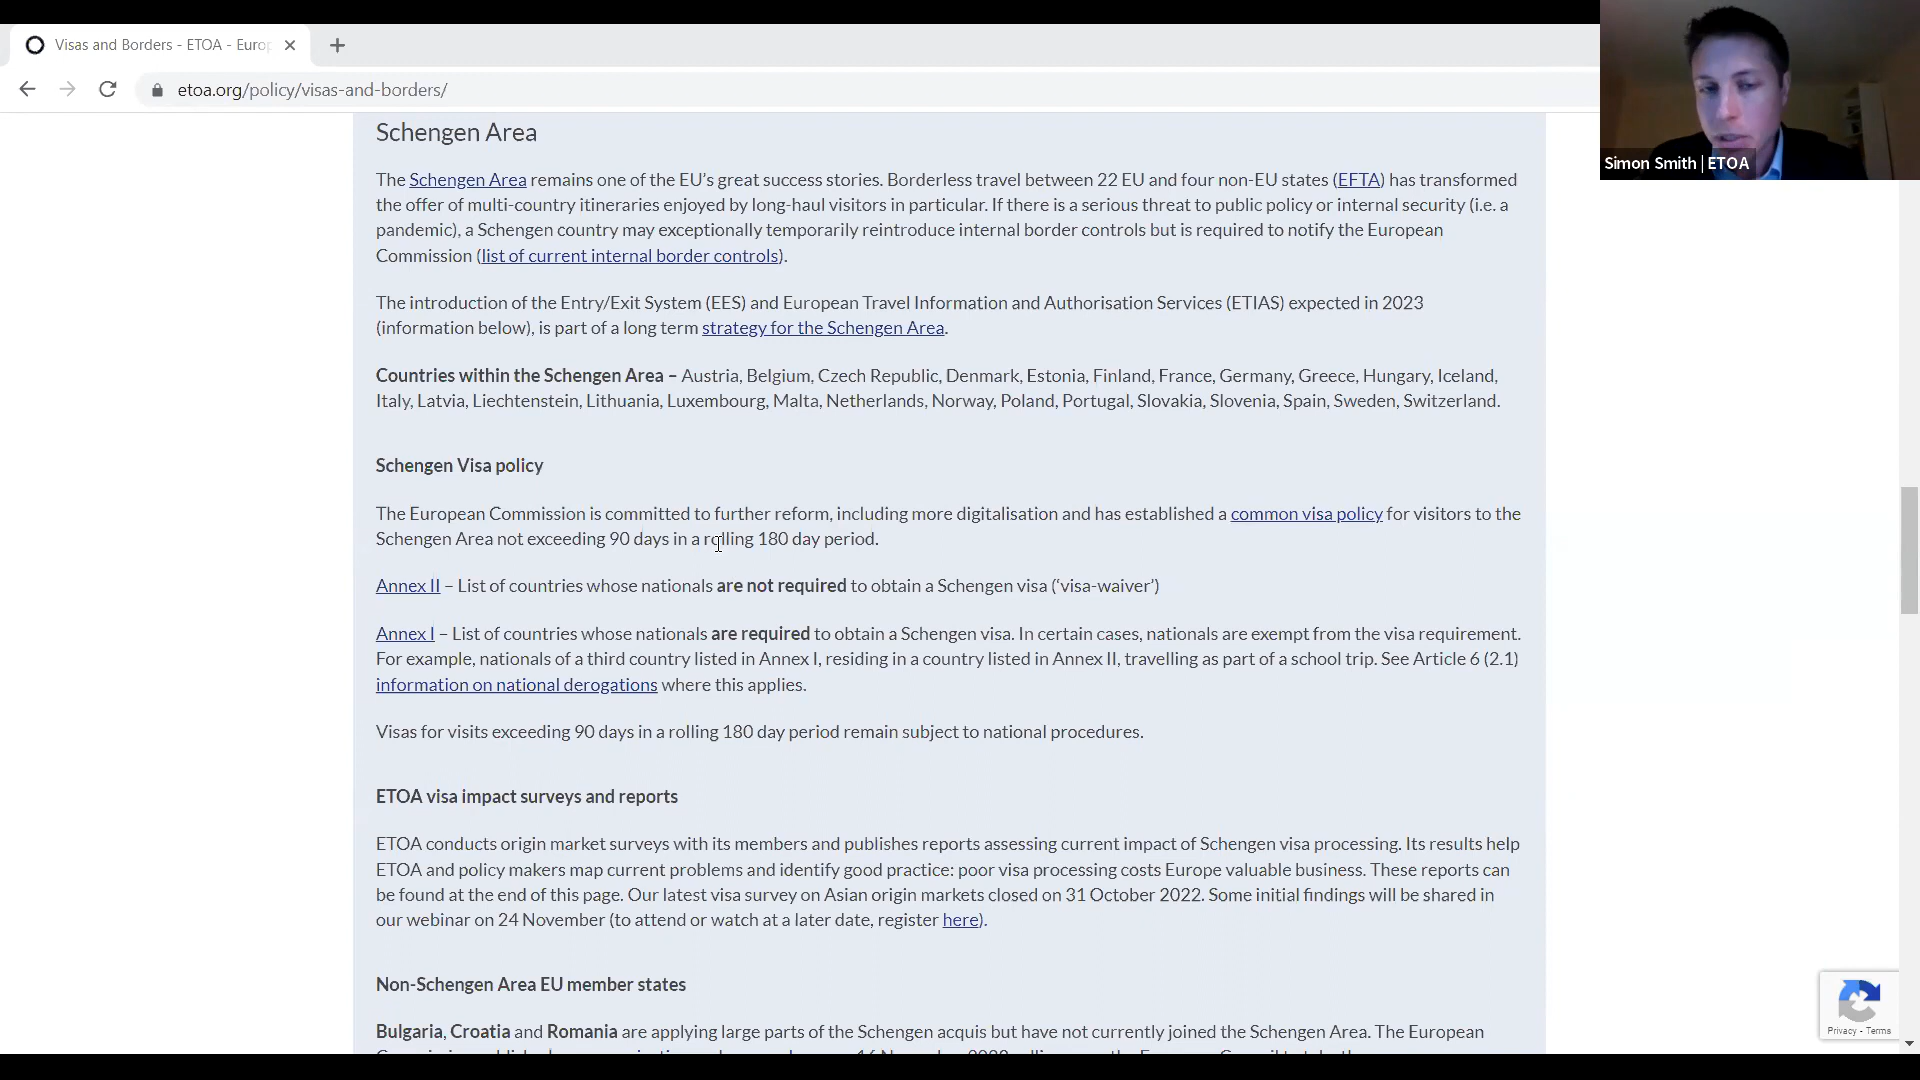 Visas and Borders - ETOA - Euro
etoa.org/policy/visas-and-borders/
Simon Smith | ETOA
Schengen Area
The Schengen Area remains one of the EU’s great success stories. Borderless travel between 22 EU and four non-EU states (EFTA) has transformed
the offer of multi-country itineraries enjoyed by long-haul visitors in particular. If there is a serious threat to public policy or internal security (i.e. a
pandemic), a Schengen country may exceptionally temporarily reintroduce internal border controls but is required to notify the European
Commission (list of current internal border controls).
The introduction of the Entry/Exit System (EES) and European Travel Information and Authorisation Services (ETIAS) expected in 2023
(information below), is part of a long term strategy for the Schengen Area.
Countries within the Schengen Area – Austria, Belgium, Czech Republic, Denmark, Estonia, Finland, France, Germany, Greece, Hungary, Iceland,
Italy, Latvia, Liechtenstein, Lithuania, Luxembourg, Malta, Netherlands, Norway, Poland, Portugal, Slovakia, Slovenia, Spain, Sweden, Switzerland.
Schengen Visa policy
The European Commission is committed to further reform, including more digitalisation and has established a common visa policy for visitors to the
Schengen Area not exceeding 90 days in a rolling 180 day period.
Annex II – List of countries whose nationals are not required to obtain a Schengen visa (‘visa-waiver’)
Annex I – List of countries whose nationals are required to obtain a Schengen visa. In certain cases, nationals are exempt from the visa requirement.
For example, nationals of a third country listed in Annex I, residing in a country listed in Annex II, travelling as part of a school trip. See Article 6 (2.1)
information on national derogations where this applies.
Visas for visits exceeding 90 days in a rolling 180 day period remain subject to national procedures.
ETOA visa impact surveys and reports
ETOA conducts origin market surveys with its members and publishes reports assessing current impact of Schengen visa processing. Its results help
ETOA and policy makers map current problems and identify good practice: poor visa processing costs Europe valuable business. These reports can
be found at the end of this page. Our latest visa survey on Asian origin markets closed on 31 October 2022. Some initial findings will be shared in
our webinar on 24 November (to attend or watch at a later date, register here).
Non-Schengen Area EU member states
Bulgaria, Croatia and Romania are applying large parts of the Schengen acquis but have not currently joined the Schengen Area. The European
Privacy - Terms